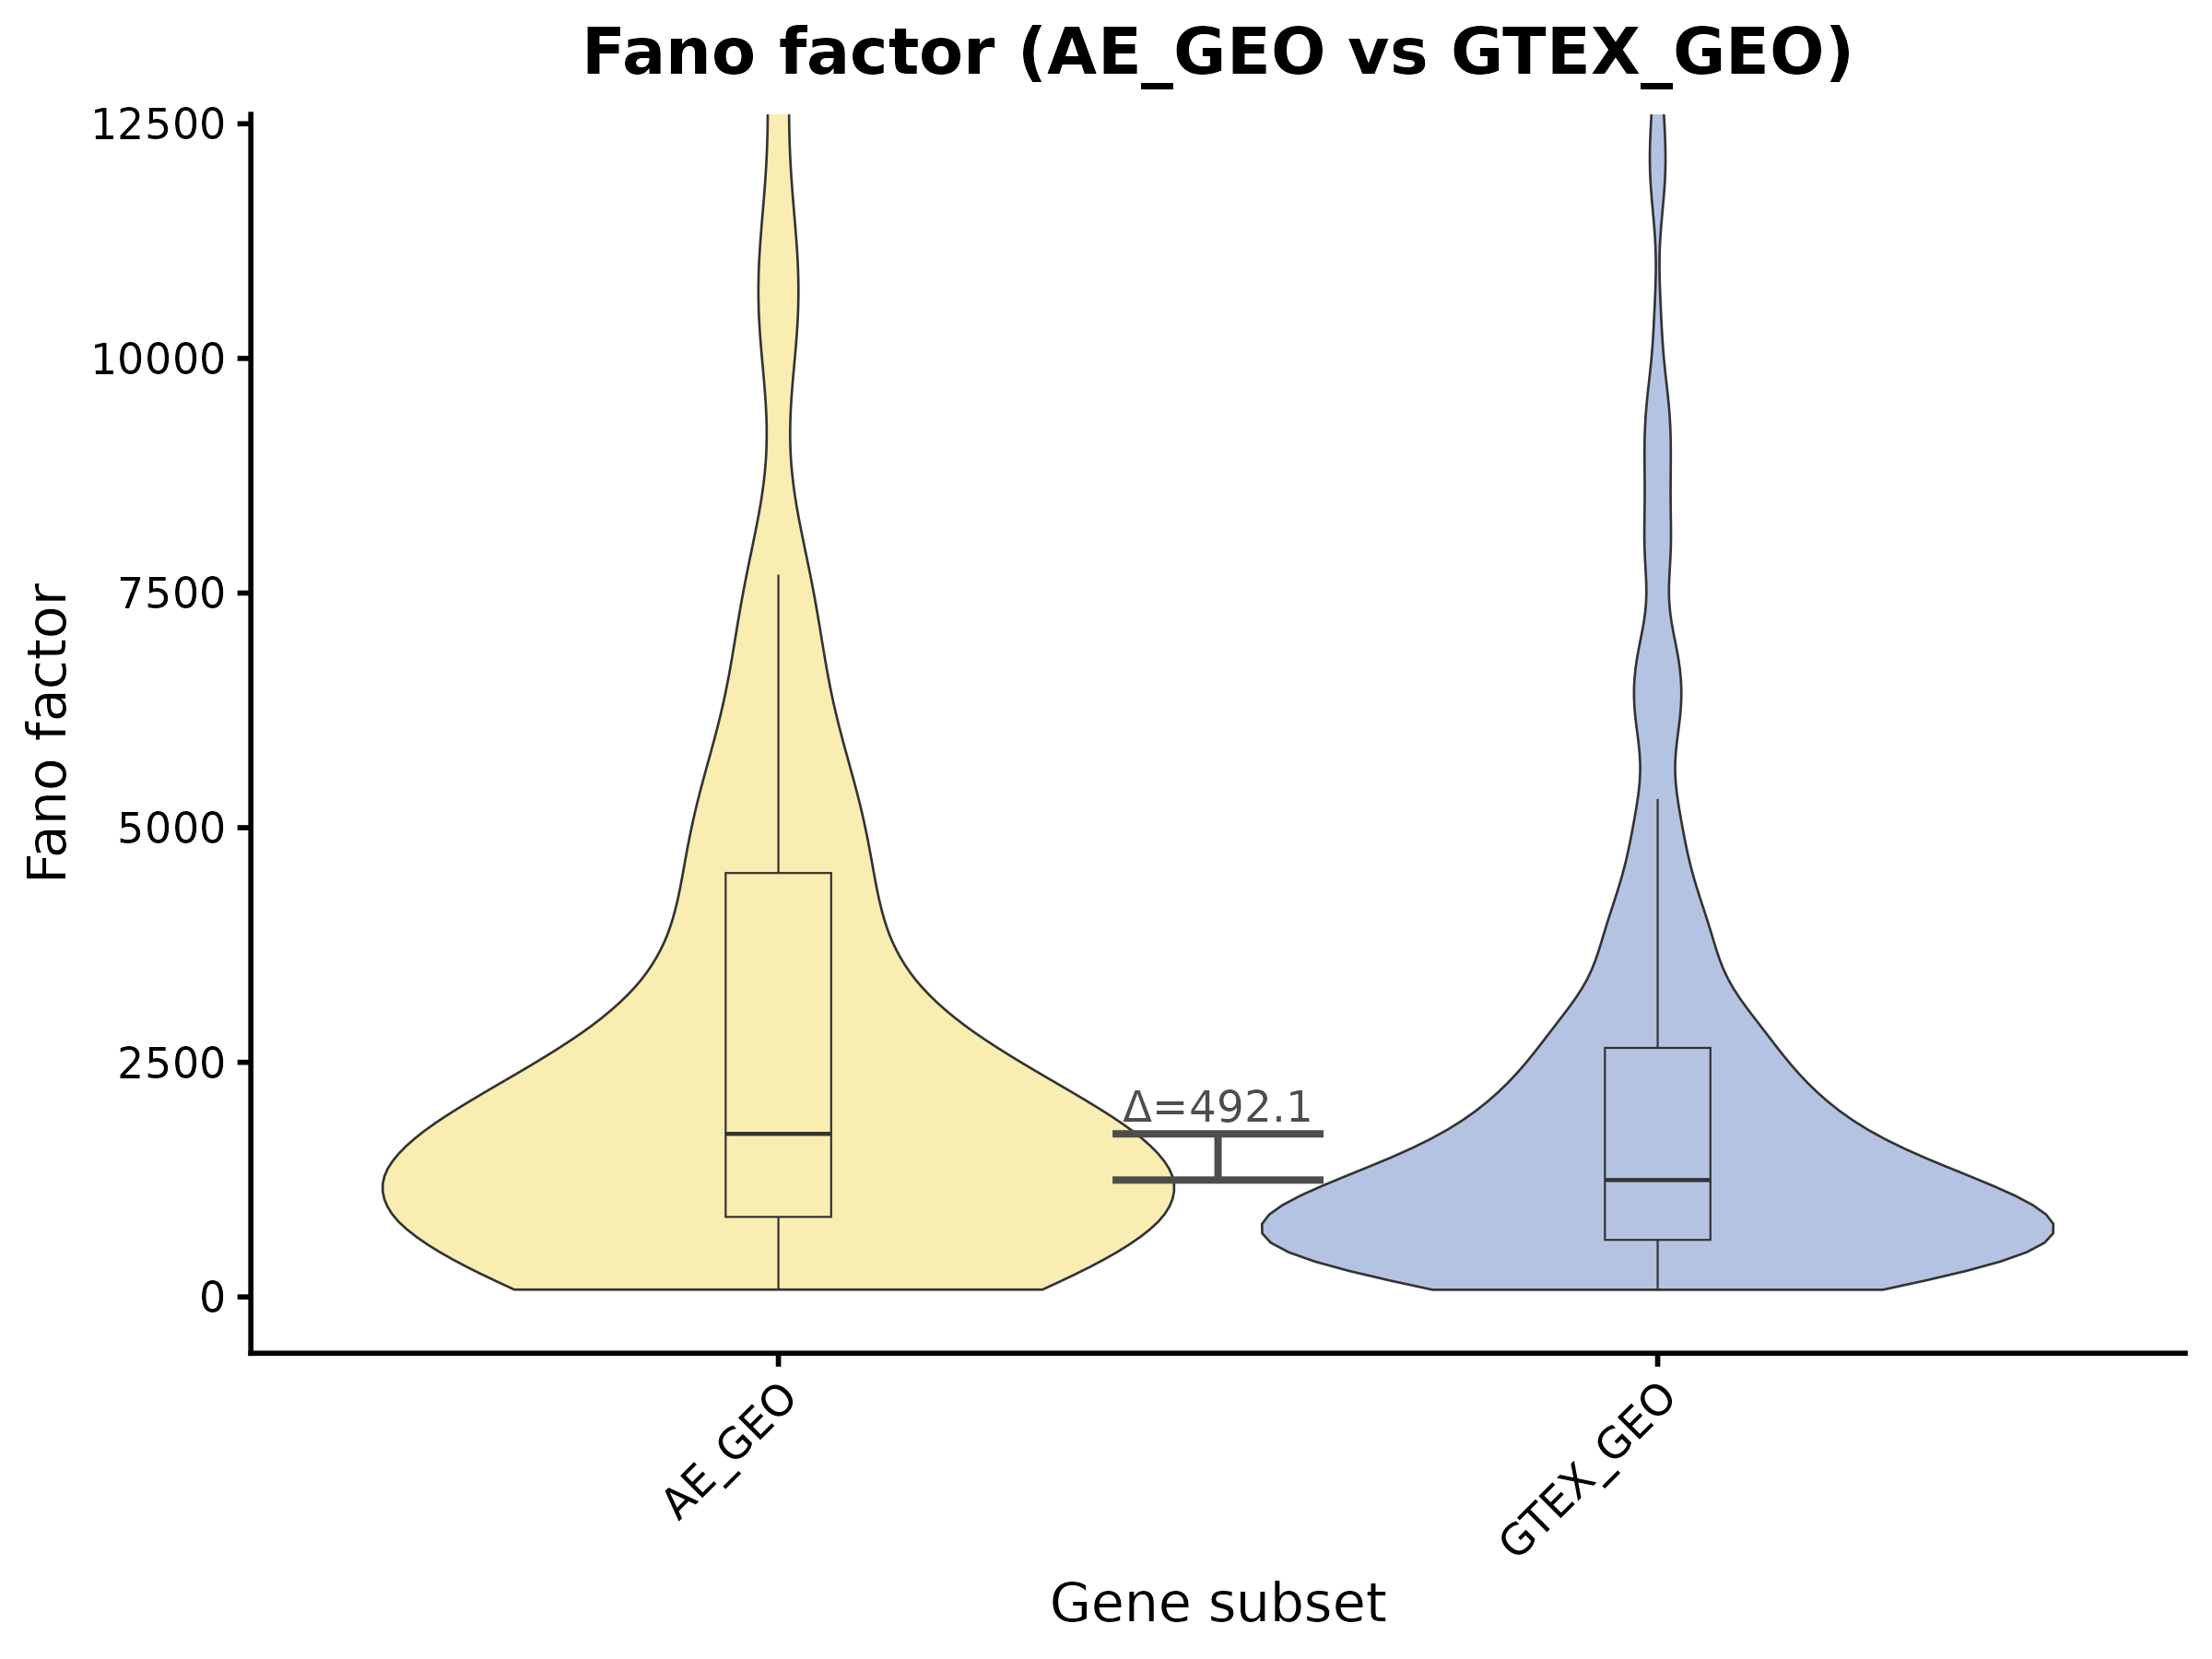 Fano factor (AE_GEO vs GTEX_GEO)
Fano factor
12500
10000
7500
5000
2500
0
Δ=492.1
AE_GEO
GTEX_GEO
Gene subset